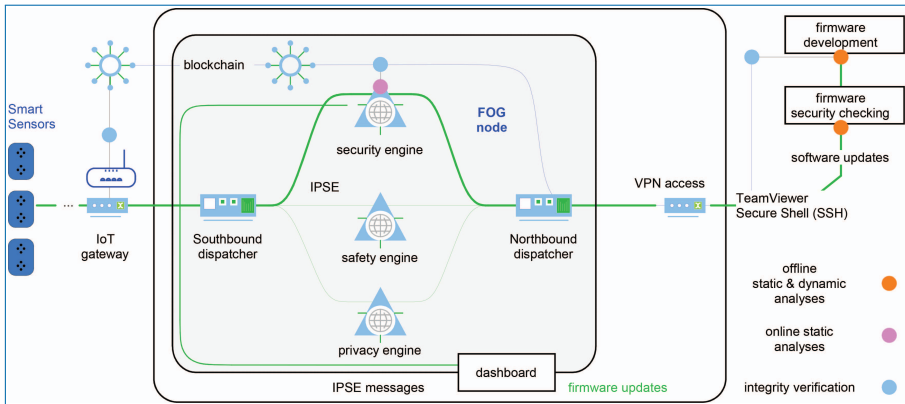 firmware
development
blockchain
Smart
Sensors
FOG
node
firmware
security checking
security engine
software updates
IPSE
VPN access
...
TeamViewer
Secure Shell (SSH)
IoT
gateway
Southbound
dispatcher
safety engine
Northbound
dispatcher
offline
static & dynamic
analyses
online static
analyses
privacy engine
dashboard
IPSE messages
firmware updates
integrity verification